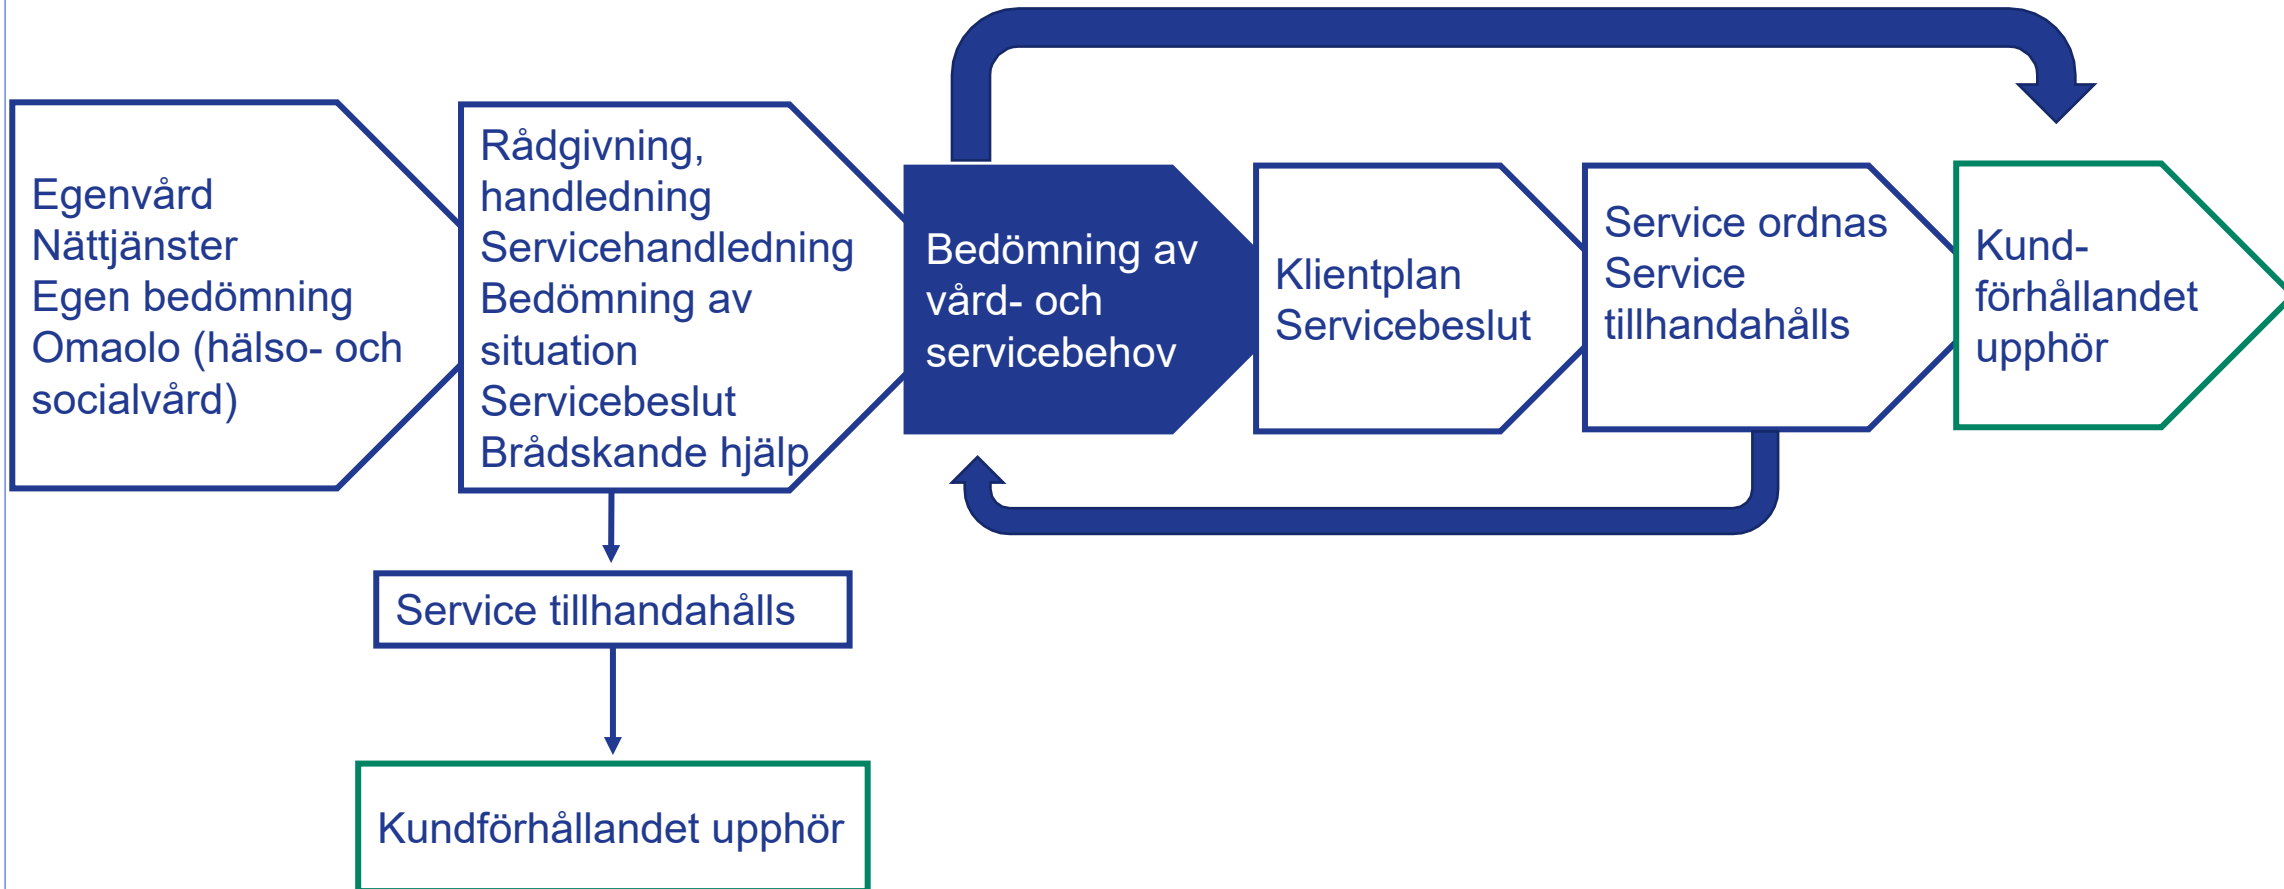 Egenvård
Nättjänster
Egen bedömning
Omaolo (hälso- och
socialvård)
Rådgivning,
handledning
Servicehandledning
Bedömning av
situation
Servicebeslut
Brådskande hjälp
Bedömning av
vård- och
servicebehov
Klientplan
Servicebeslut
Service ordnas
Service
tillhandahålls
Kund-
förhållandet
upphör
Service tillhandahålls
Kundförhållandet upphör